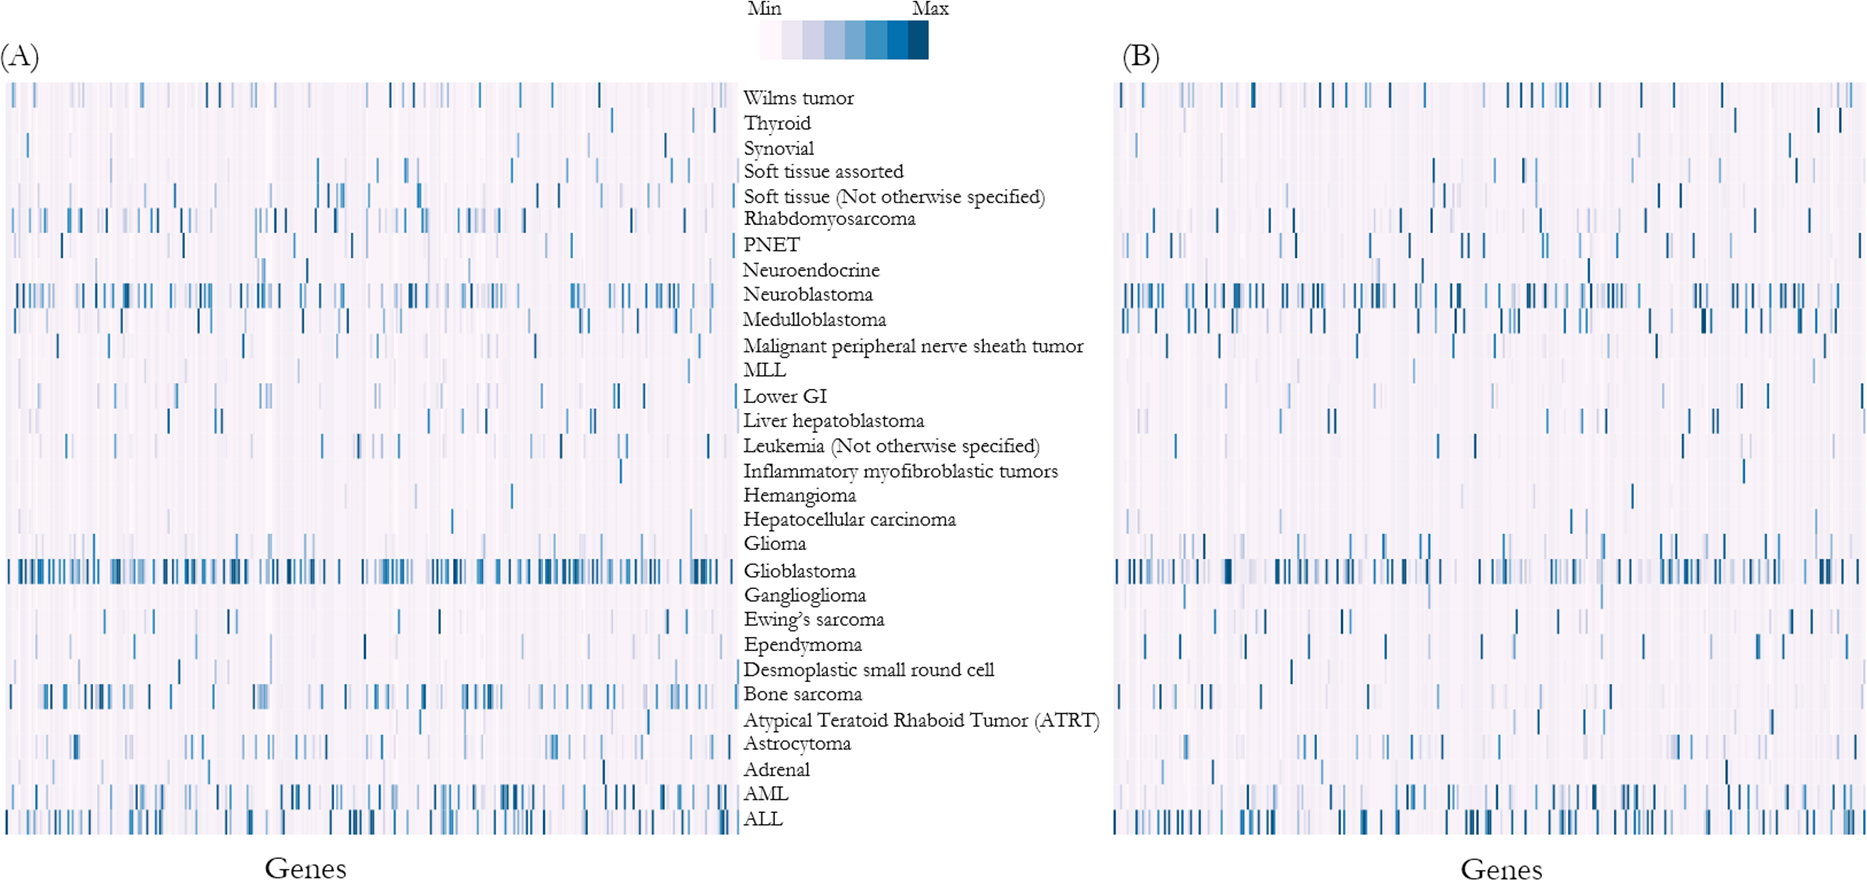 Min Max
(A) (B)
Wilms tumor
Thyroid
Synovial
Soft tissue assorted
Soft tissue (Not otherwise specified)
Rhabdomyosarcoma
PNET
Neuroendocrine
Neuroblastoma
Medulloblastoma
Malignant peripheral nerve sheath tumor
MLL
Lower GI
Liver hepatoblastoma
Leukemia (Not otherwise specified)
Inflammatory myofibroblastic tumors
Hemangioma
Hepatocellular carcinoma
Glioma
Glioblastoma
Ganglioglioma
Ewing's sarcoma
Ependymoma
Desmoplastic small round cell
Bone sarcoma
Atypical Teratoid Rhaboid Tumor (ATRT)
Astrocytoma
Adrenal
AML
ALL
Genes Genes